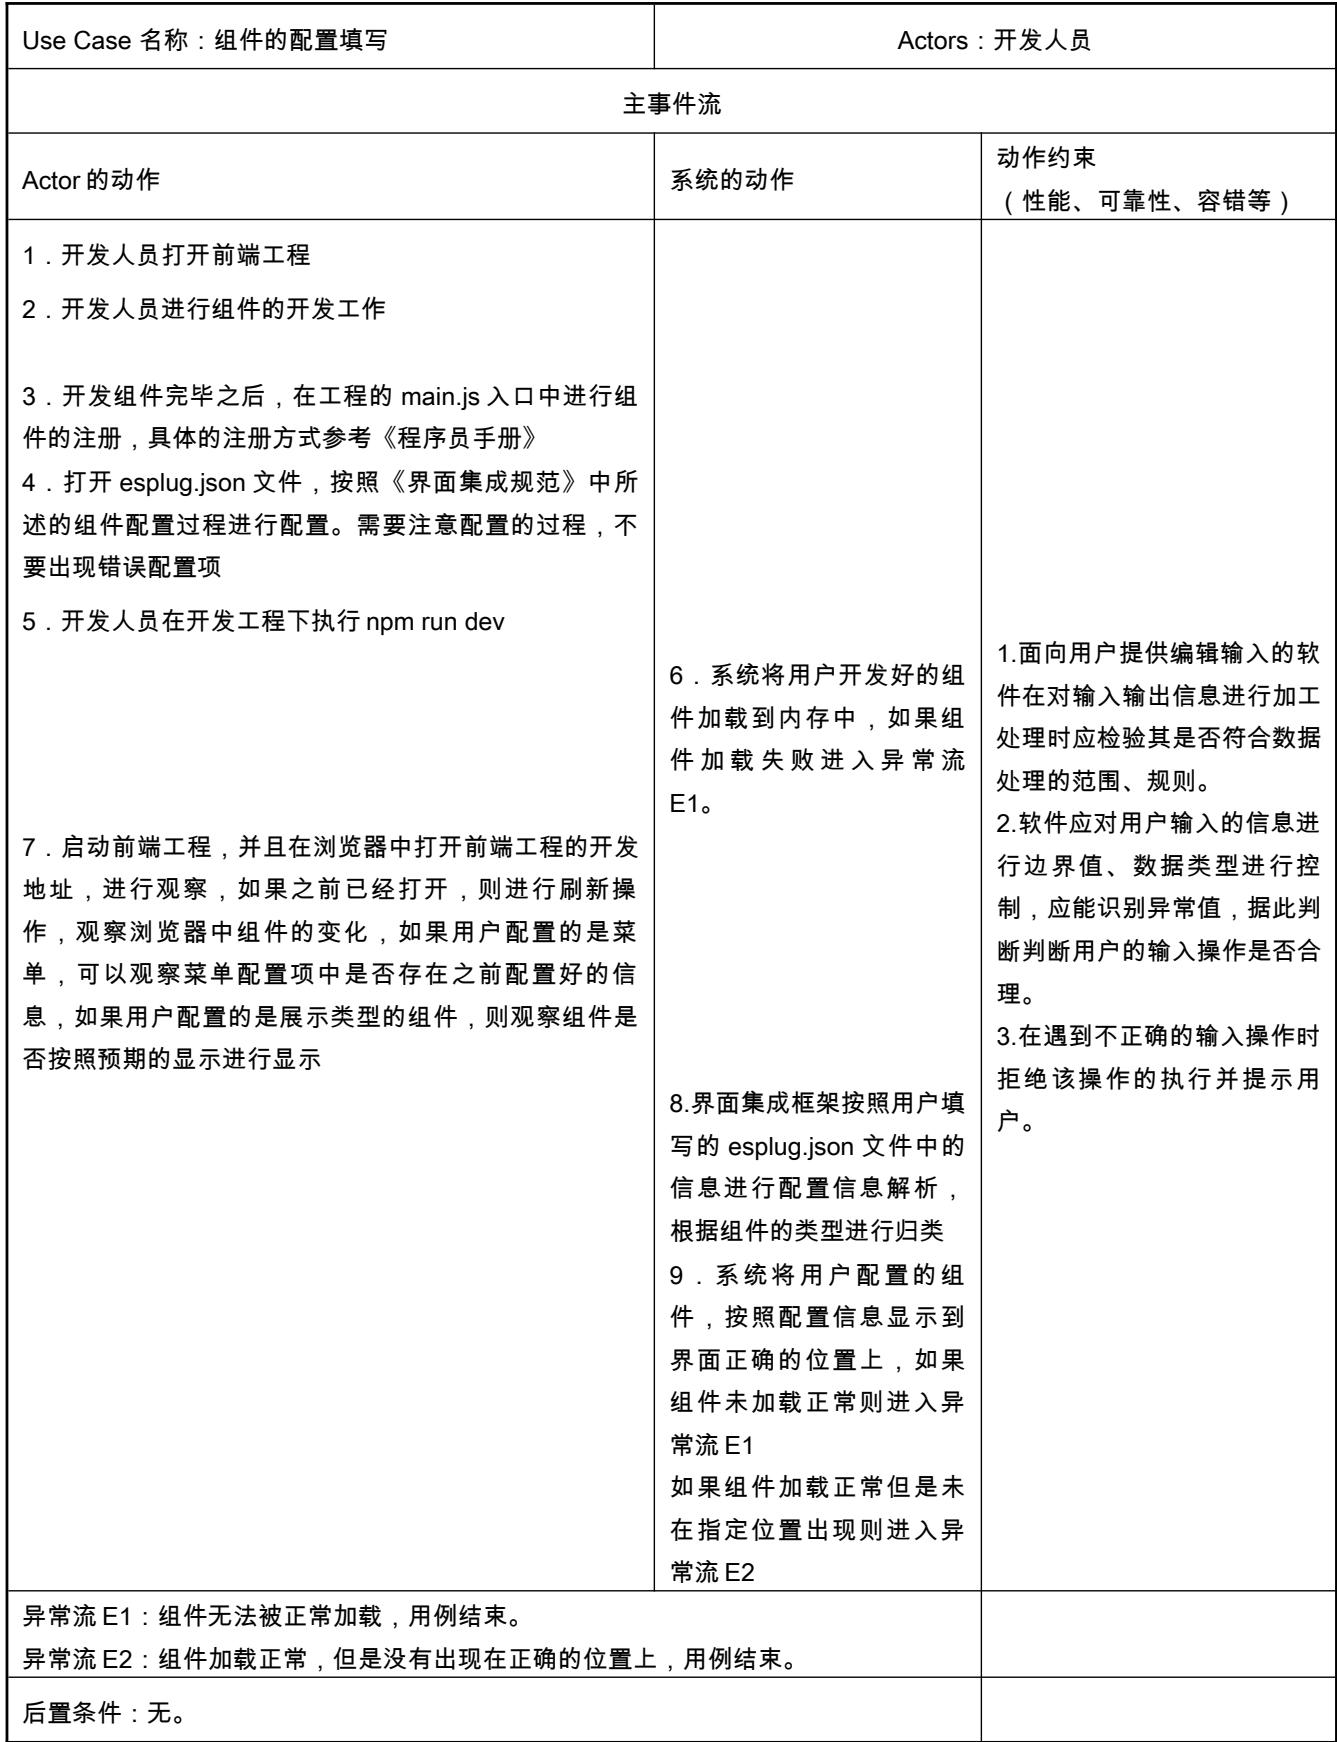 Use Case 名称：组件的配置填写
Actors：开发人员
主事件流
Actor 的动作
系统的动作
动作约束
（性能、可靠性、容错等）
1．开发人员打开前端工程
2．开发人员进行组件的开发工作
3．开发组件完毕之后，在工程的 main.js 入口中进行组
件的注册，具体的注册方式参考《程序员手册》
4．打开 esplug.json 文件，按照《界面集成规范》中所
述的组件配置过程进行配置。需要注意配置的过程，不
要出现错误配置项
5．开发人员在开发工程下执行 npm run dev
7．启动前端工程，并且在浏览器中打开前端工程的开发
地址，进行观察，如果之前已经打开，则进行刷新操
作，观察浏览器中组件的变化，如果用户配置的是菜
单，可以观察菜单配置项中是否存在之前配置好的信
息，如果用户配置的是展示类型的组件，则观察组件是
否按照预期的显示进行显示
6．系统将用户开发好的组
件加载到内存中，如果组
件加载失败进入异常流
E1。
8.界面集成框架按照用户填
写的 esplug.json 文件中的
信息进行配置信息解析，
根据组件的类型进行归类
9．系统将用户配置的组
件，按照配置信息显示到
界面正确的位置上，如果
组件未加载正常则进入异
常流 E1
如果组件加载正常但是未
在指定位置出现则进入异
常流 E2
1.面向用户提供编辑输入的软
件在对输入输出信息进行加工
处理时应检验其是否符合数据
处理的范围、规则。
2.软件应对用户输入的信息进
行边界值、数据类型进行控
制，应能识别异常值，据此判
断判断用户的输入操作是否合
理。
3.在遇到不正确的输入操作时
拒绝该操作的执行并提示用
户。
异常流 E1：组件无法被正常加载，用例结束。
异常流 E2：组件加载正常，但是没有出现在正确的位置上，用例结束。
后置条件：无。